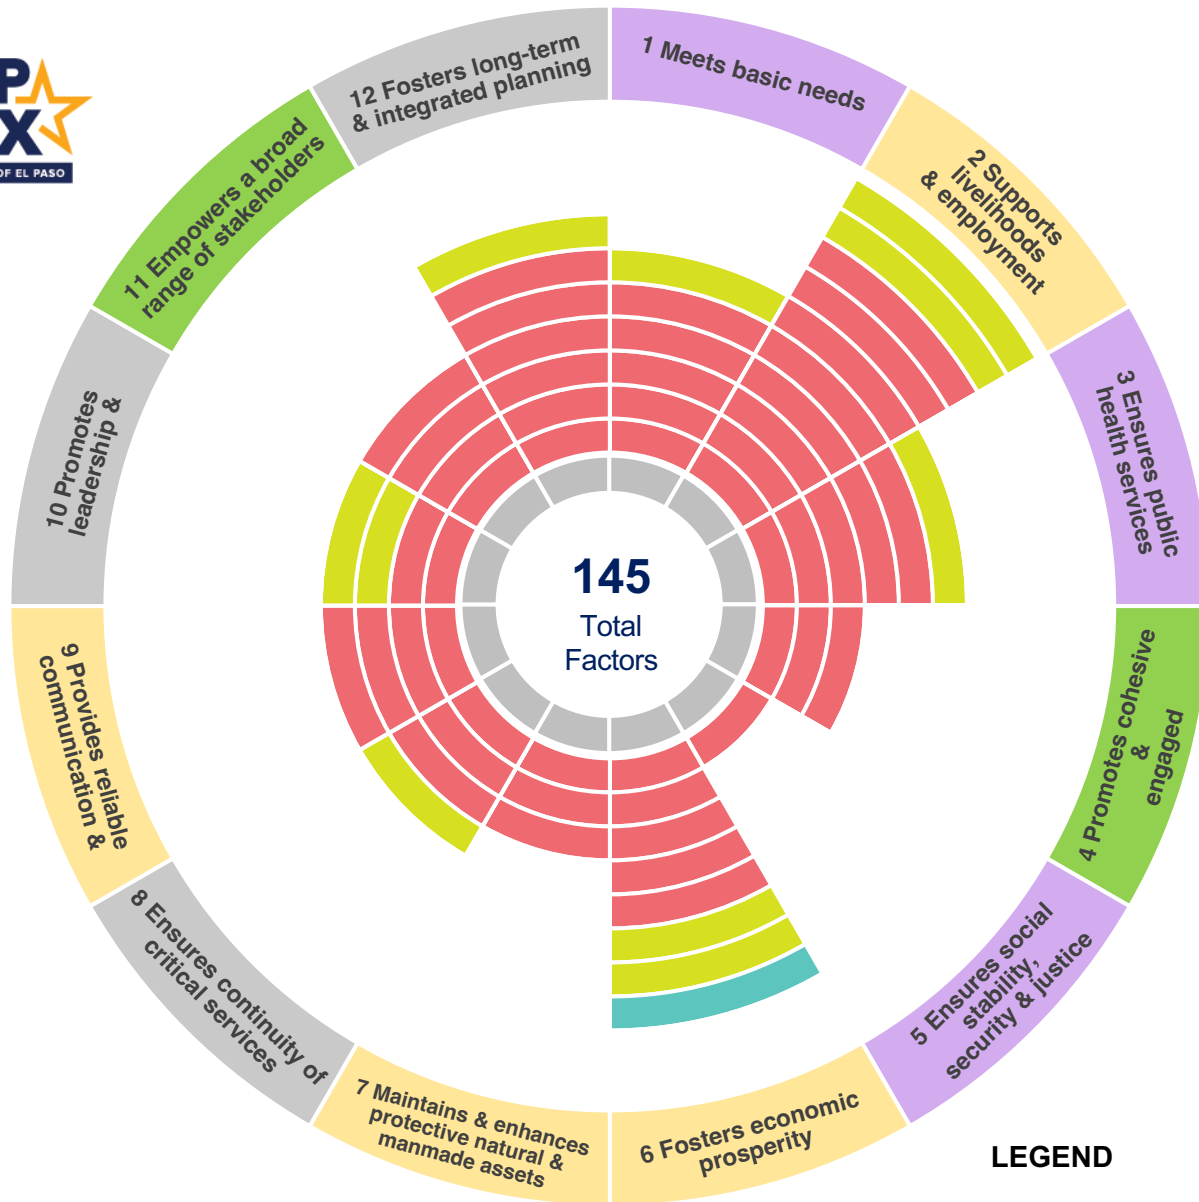 P
X
OF EL PASO
1 Meets basic needs
2 Supports
livelihoods
& employment
3 Ensures public
health services
4 Promotes cohesive
&
engaged
5 Ensures social
stability,
security & justice
6 Fosters economic
prosperity
7 Maintains & enhances
protective natural &
manmade assets
8 Ensures continuity of
critical services
9 Provides reliable
communication &
10 Promotes
leadership &
11 Empowers a broad
range of stakeholders
12 Fosters long-term
& integrated planning
145
Total
Factors
LEGEND